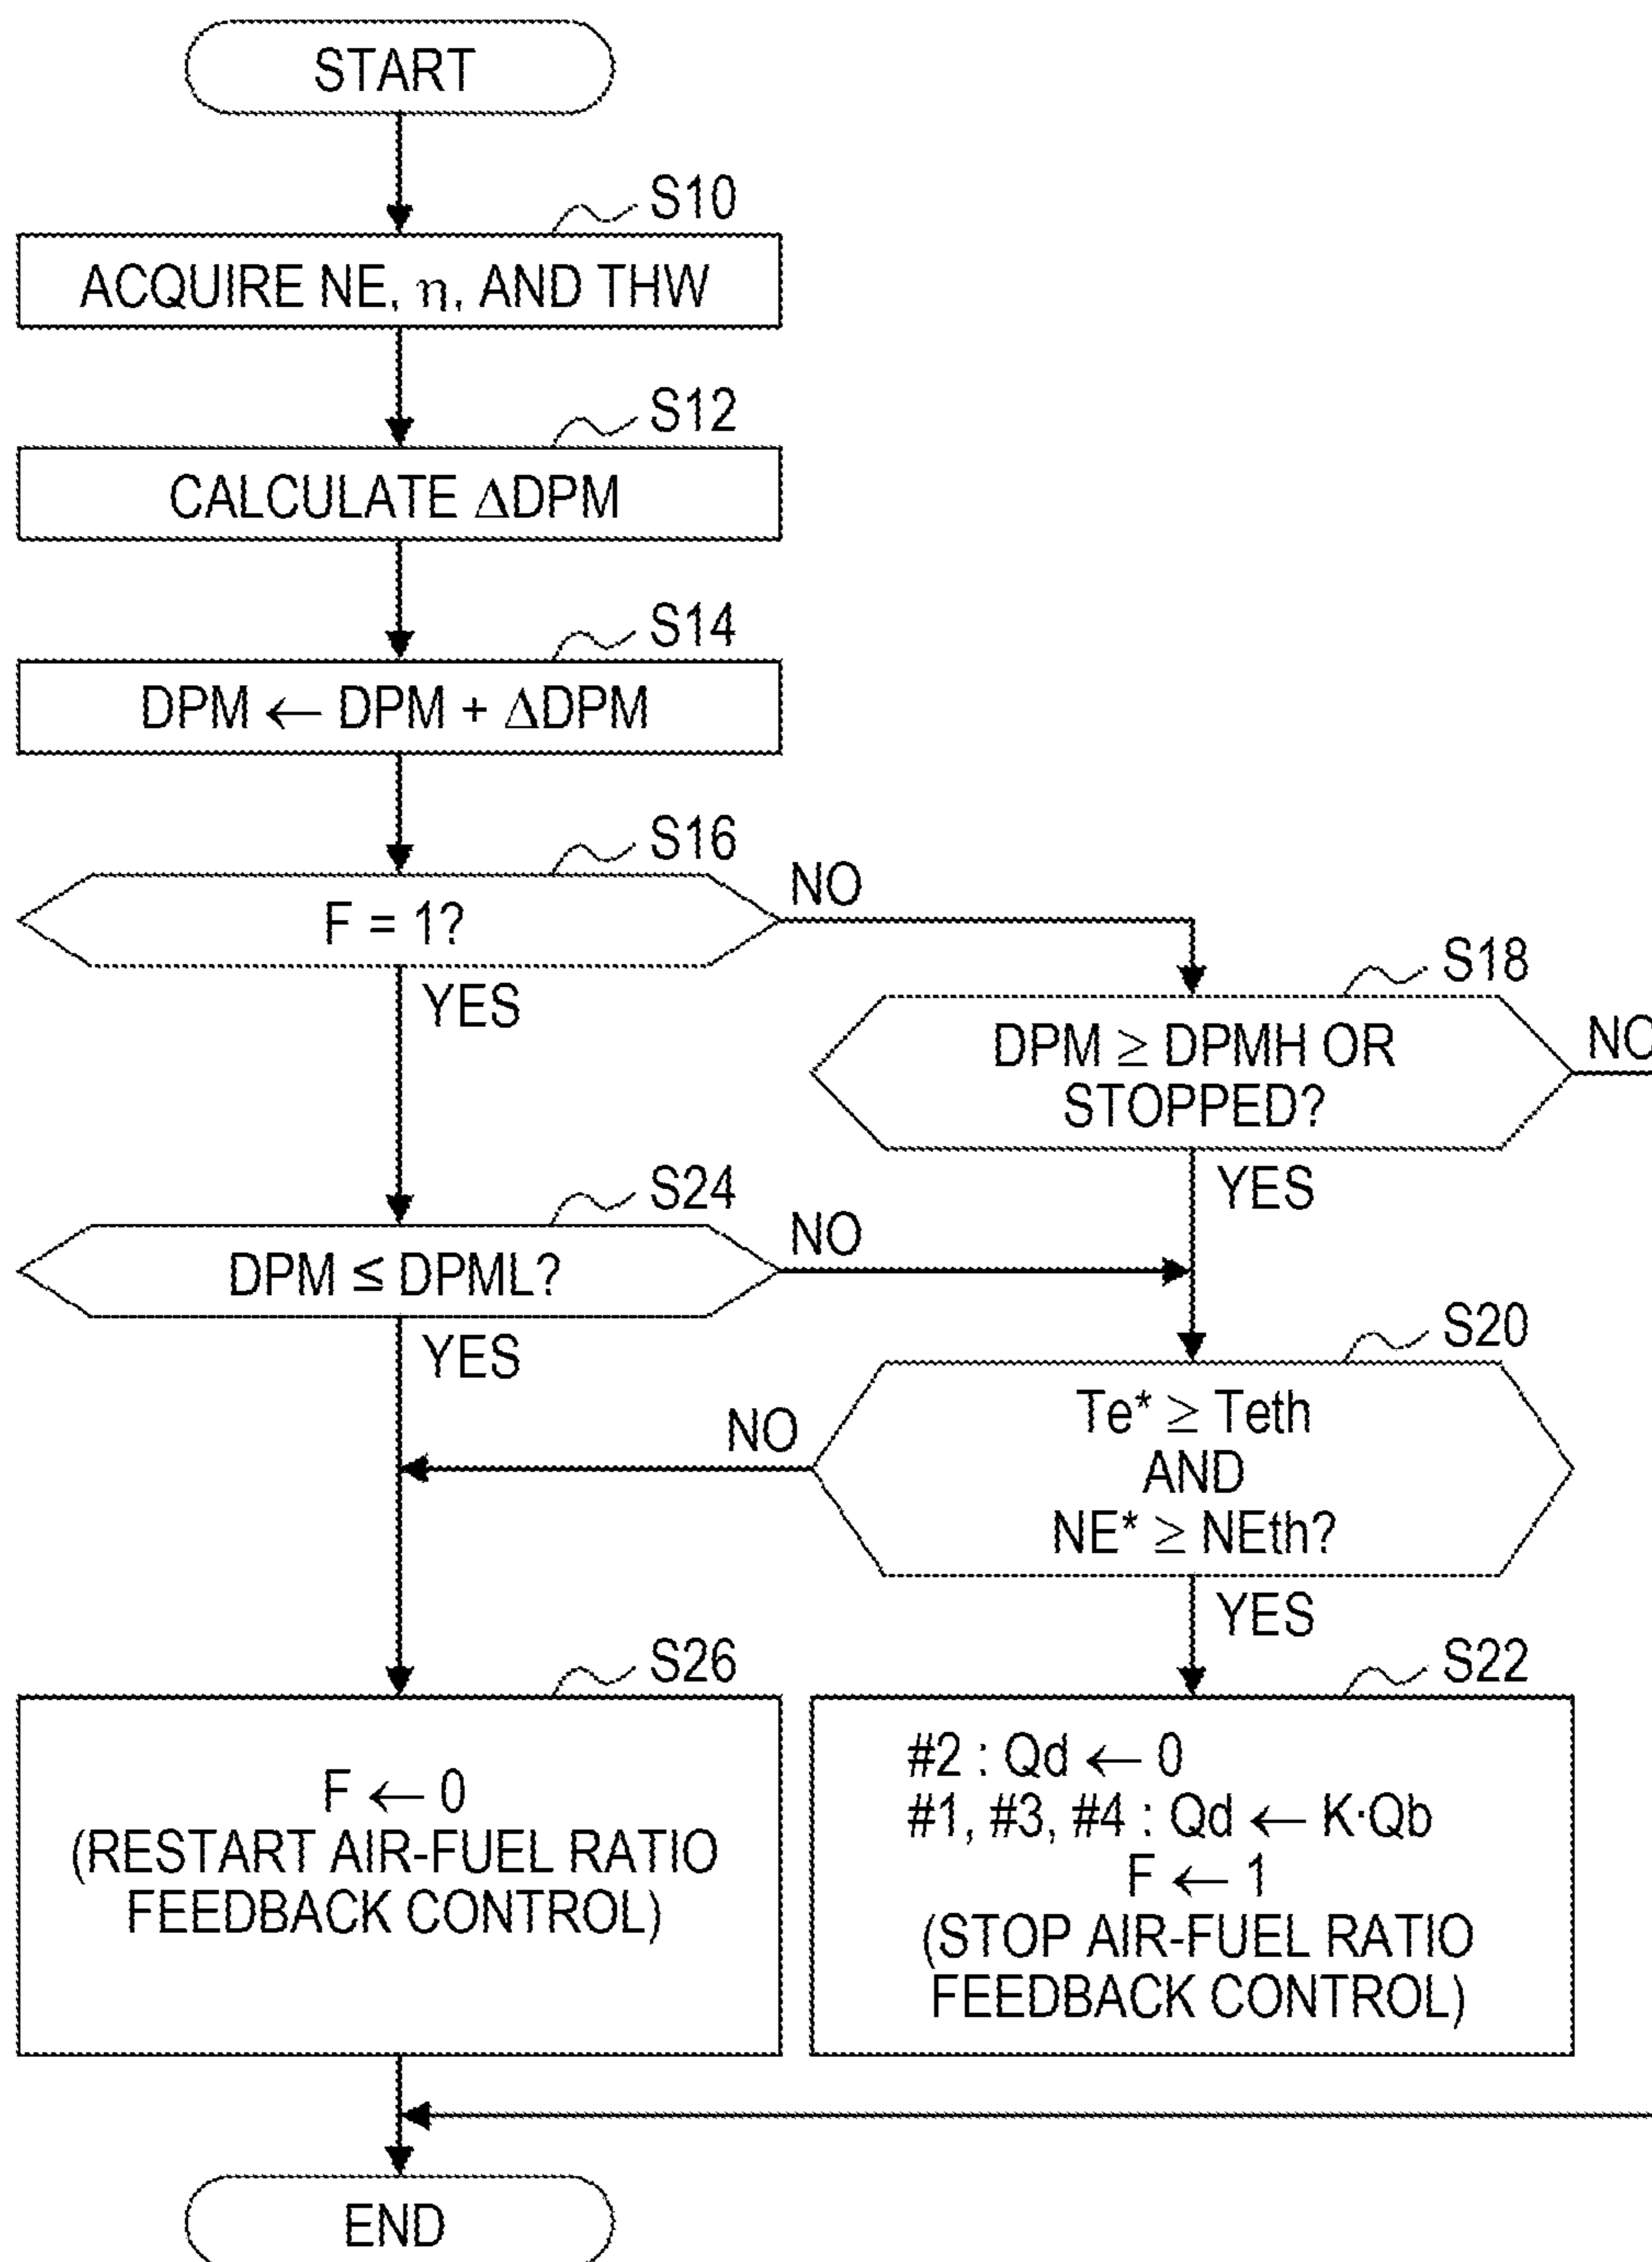 START
S10
ACQUIRE NE, η, AND THW
S12
CALCULATE ΔDPM
S14
DPM ← DPM + ΔDPM
S16
F = 1?
NO
YES
S18
DPM ≥ DPMH OR
STOPPED?
NO
YES
S24
DPM ≤ DPML?
NO
YES
S20
Te* ≥ Teth
AND
NE* ≥ NEth?
NO
YES
S26
F ← 0
(RESTART AIR-FUEL RATIO
FEEDBACK CONTROL)
S22
#2 : Qd ← 0
#1, #3, #4 : Qd ← K·Qb
F ← 1
(STOP AIR-FUEL RATIO
FEEDBACK CONTROL)
END